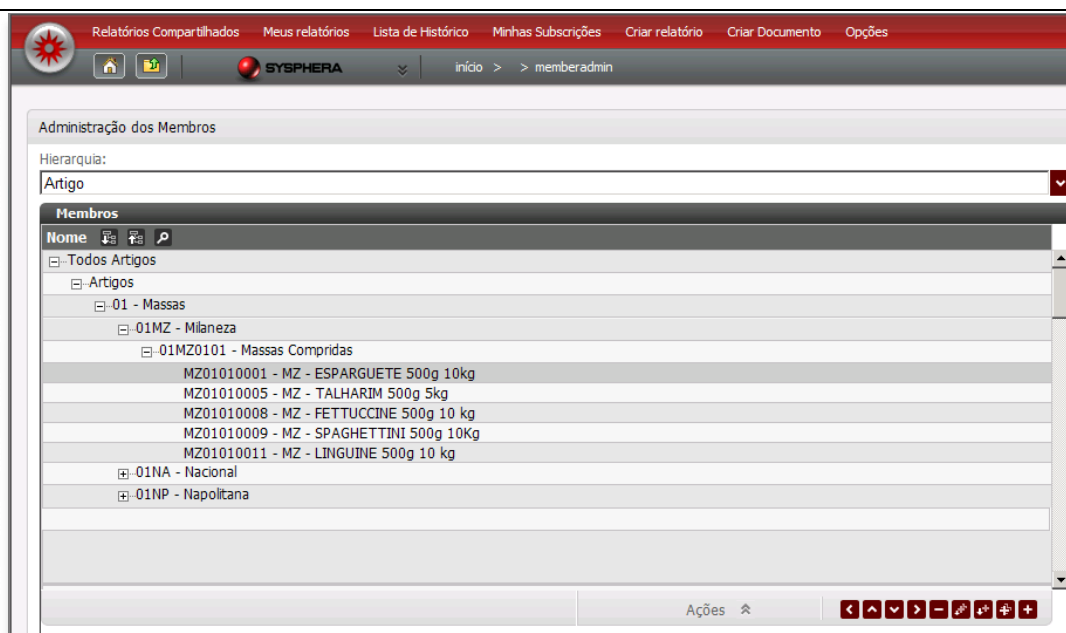 Relatórios Compartilhados Meus relatórios Lista de Histórico Minhas Subscrições Criar relatório Criar Documento Opções
SYSPHERA início > > memberadmin
Administração dos Membros
Hierarquia:
Artigo
Membros
Nome
Todos Artigos
Artigos
01 - Massas
01MZ - Milaneza
01MZ0101 - Massas Compridas
MZ01010001 - MZ - ESPARGUETE 500g 10kg
MZ01010005 - MZ - TALHARIM 500g 5kg
MZ01010008 - MZ - FETTUCCINE 500g 10 kg
MZ01010009 - MZ - SPAGHETTINI 500g 10Kg
MZ01010011 - MZ - LINGUINE 500g 10 kg
01NA - Nacional
01NP - Napolitana
Ações